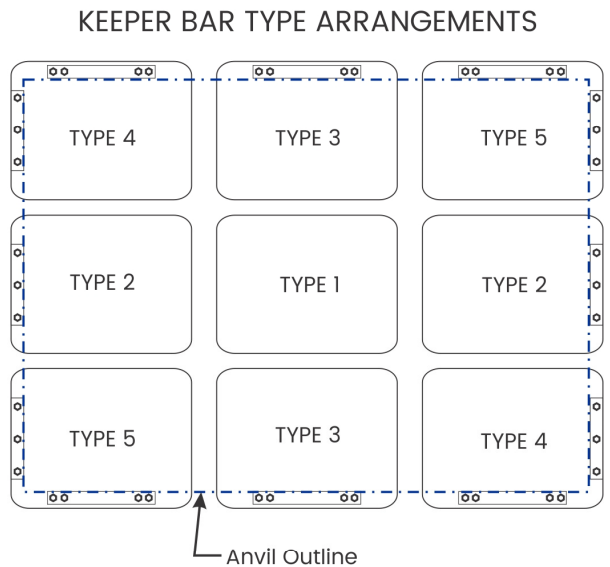 KEEPER BAR TYPE ARRANGEMENTS
TYPE 4
TYPE 3
TYPE 5
TYPE 2
TYPE 1
TYPE 2
TYPE 5
TYPE 3
TYPE 4
Anvil Outline